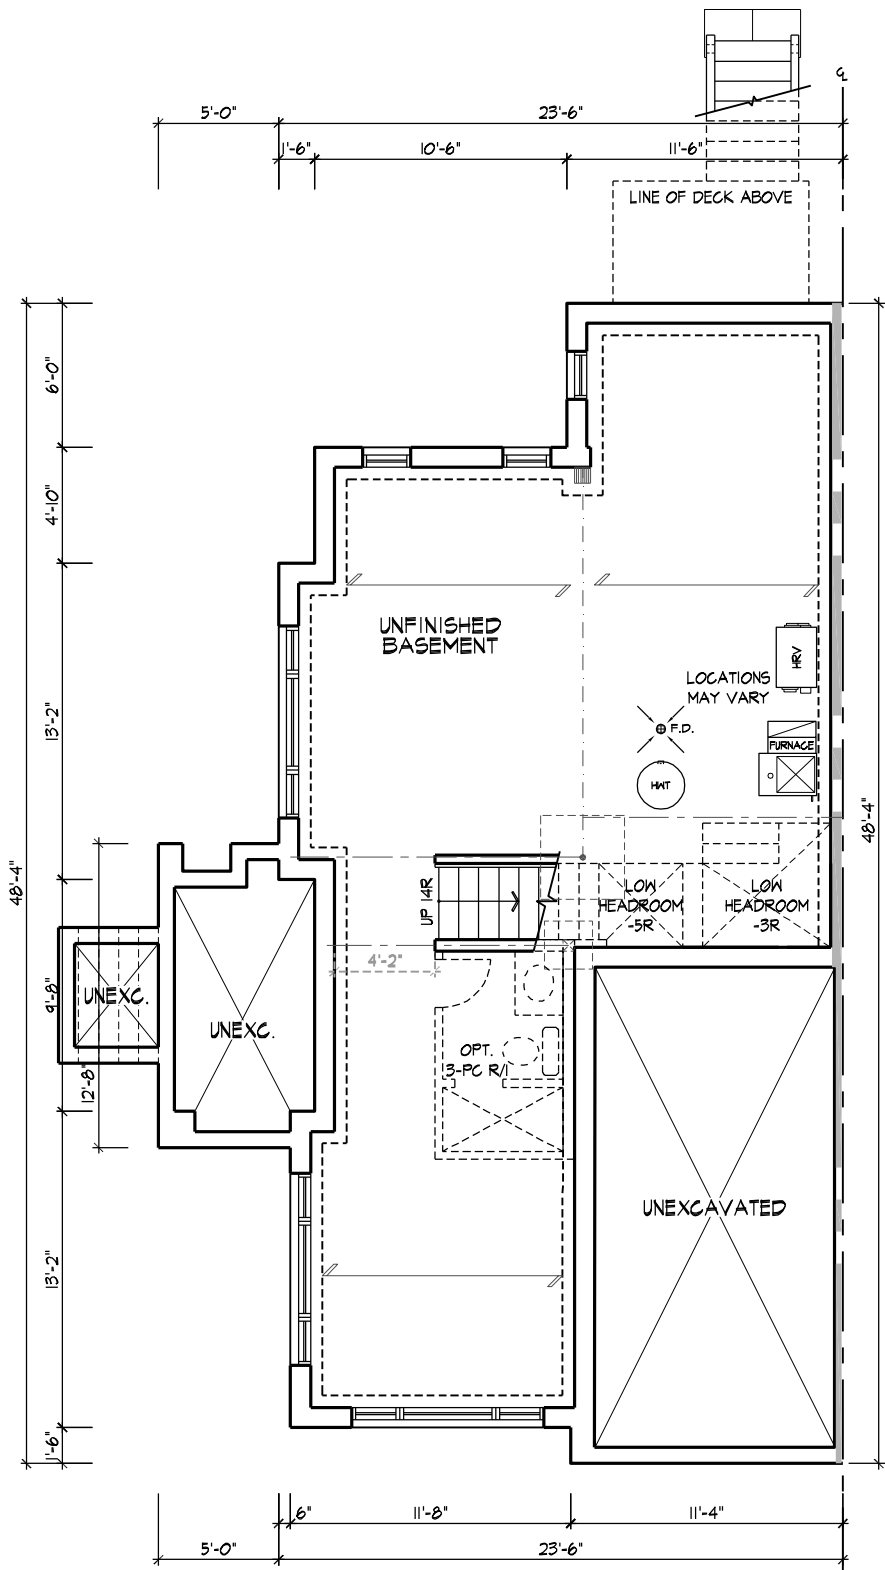 ℄
5'-0"
23'-6"
1'-6"
10'-6"
11'-6"
LINE OF DECK ABOVE
6'-0"
4'-10"
UNFINISHED
BASEMENT
HRV
LOCATIONS
MAY VARY
13'-2"
F.D.
FURNACE
HWT
48'-4"
48'-4"
UP 14R
LOW
HEADROOM
-5R
LOW
HEADROOM
-3R
4'-2"
9'-8"
UNEXC.
UNEXC.
12'-8"
OPT.
3-PC R/I
UNEXCAVATED
13'-2"
1'-6"
6"
11'-8"
11'-4"
5'-0"
23'-6"